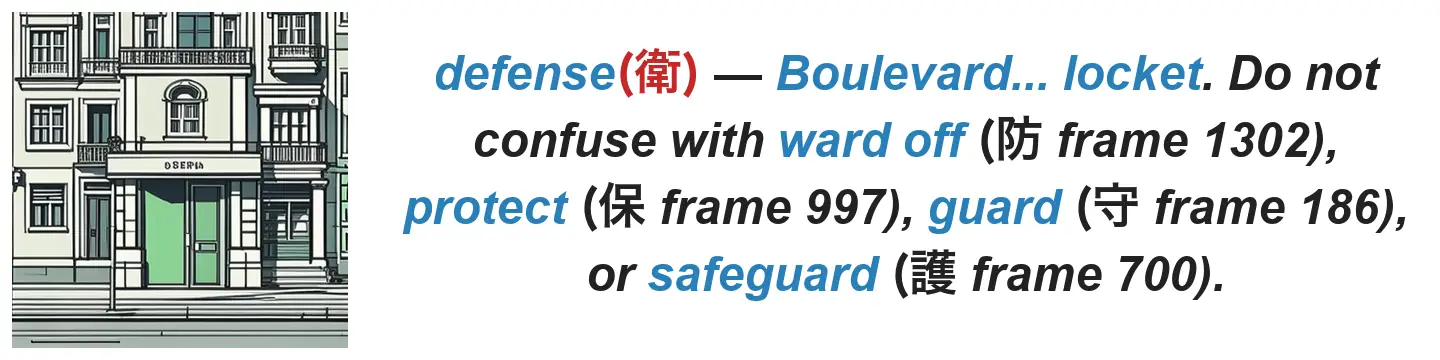 defense(衛) — Boulevard... locket. Do not
confuse with ward off (防 frame 1302),
protect (保 frame 997), guard (守 frame 186),
or safeguard (護 frame 700).